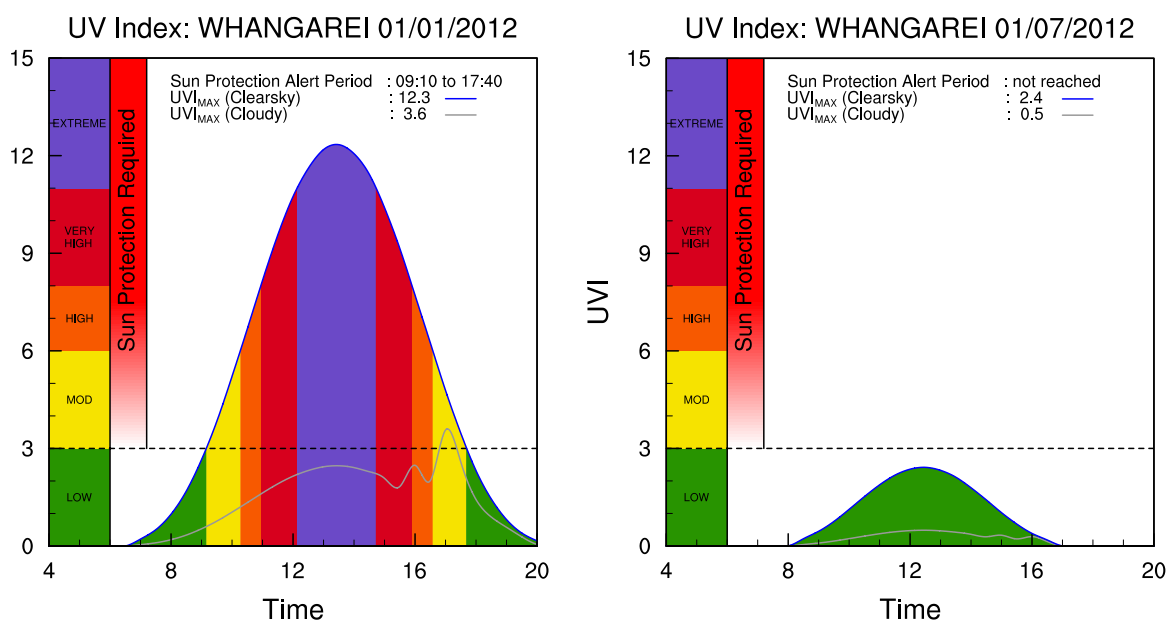 UV Index: WHANGAREI 01/01/2012
Sun Protection Alert Period : 09:10 to 17:40
UVI_MAX (Clearsky) : 12.3
UVI_MAX (Cloudy) : 3.6
15
12
9
6
3
0
EXTREME
VERY
HIGH
HIGH
MOD
LOW
Sun Protection Required
4 8 12 16 20
Time
UV Index: WHANGAREI 01/07/2012
Sun Protection Alert Period : not reached
UVI_MAX (Clearsky) : 2.4
UVI_MAX (Cloudy) : 0.5
UVI
15
12
9
6
3
0
EXTREME
VERY
HIGH
HIGH
MOD
LOW
Sun Protection Required
4 8 12 16 20
Time